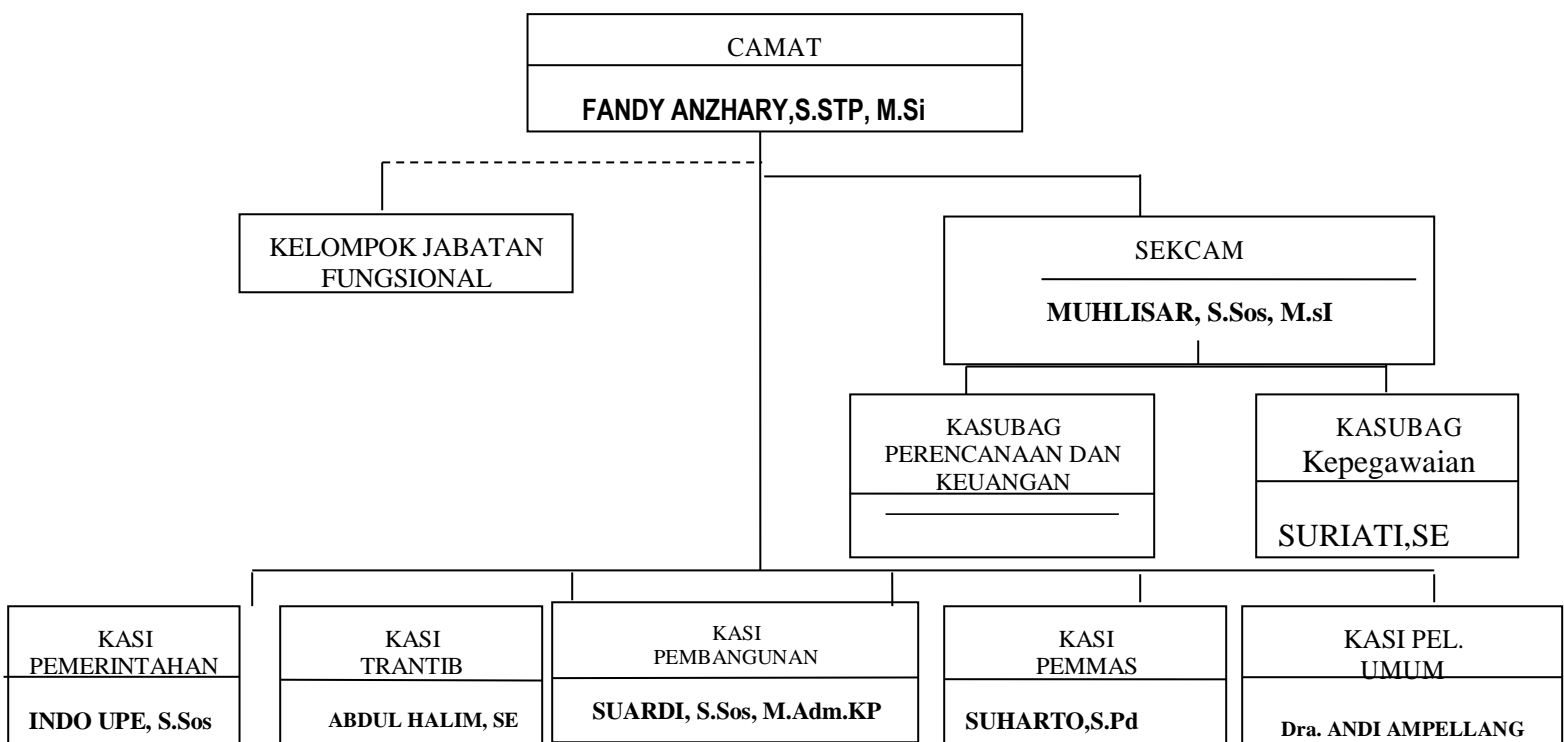 CAMAT
FANDY ANZHARY,S.STP, M.Si
KELOMPOK JABATAN
FUNGSIONAL
SEKCAM
MUHLISAR, S.Sos, M.sI
KASUBAG
PERENCANAAN DAN
KEUANGAN
KASUBAG
Kepegawaian
SURIATI,SE
KASI
PEMERINTAHAN
INDO UPE, S.Sos
KASI
TRANTIB
ABDUL HALIM, SE
KASI
PEMBANGUNAN
SUARDI, S.Sos, M.Adm.KP
KASI
PEMMAS
SUHARTO,S.Pd
KASI PEL.
UMUM
Dra. ANDI AMPELLANG